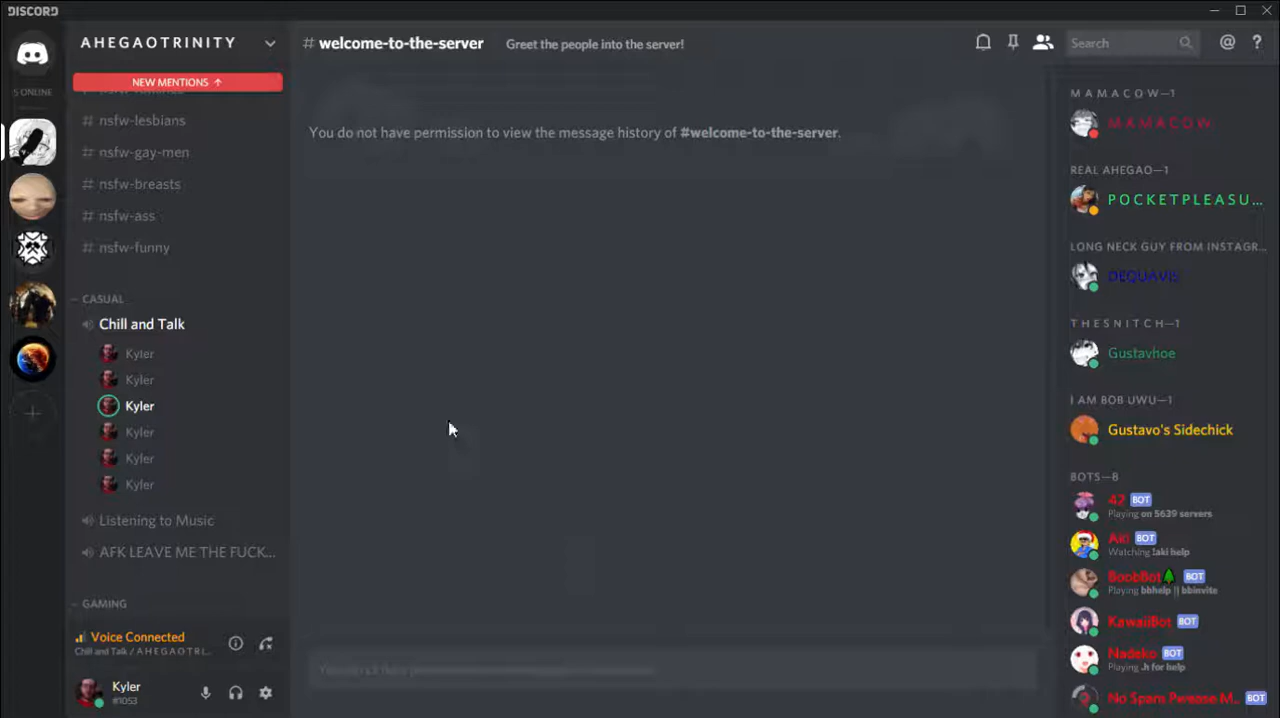 DISCORD
AHEGAOTRINITY
NEW MENTIONS ↑
5 ONLINE
# nsfw-lesbians
# nsfw-gay-men
# nsfw-breasts
# nsfw-ass
# nsfw-funny
CASUAL
Chill and Talk
Kyler
Kyler
Kyler
Kyler
Kyler
Kyler
Listening to Music
AFK LEAVE ME THE FUCK...
GAMING
Voice Connected
Chill and Talk / AHEGAOTRI...
Kyler
#1053
# welcome-to-the-server Greet the people into the server!
Search
You do not have permission to view the message history of #welcome-to-the-server.
MAMACOW—1
MAMACOW
REAL AHEGAO—1
POCKETPLEASU...
LONG NECK GUY FROM INSTAGR...
DEQUAVIS
THESNITCH—1
Gustavhoe
I AM BOB UWU—1
Gustavo's Sidechick
BOTS—8
42 BOT
Playing on 5639 servers
Aki BOT
Watching !aki help
BoobBot BOT
Playing bbhelp || bbinvite
KawaiiBot BOT
Nadeko BOT
Playing .h for help
No Spam Pwease M... BOT